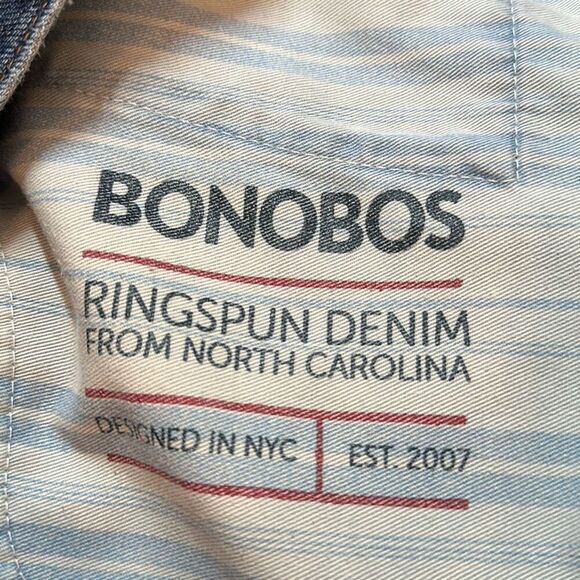 BONOBOS
RINGSPUN DENIM
FROM NORTH CAROLINA
DESIGNED IN NYC
EST. 2007